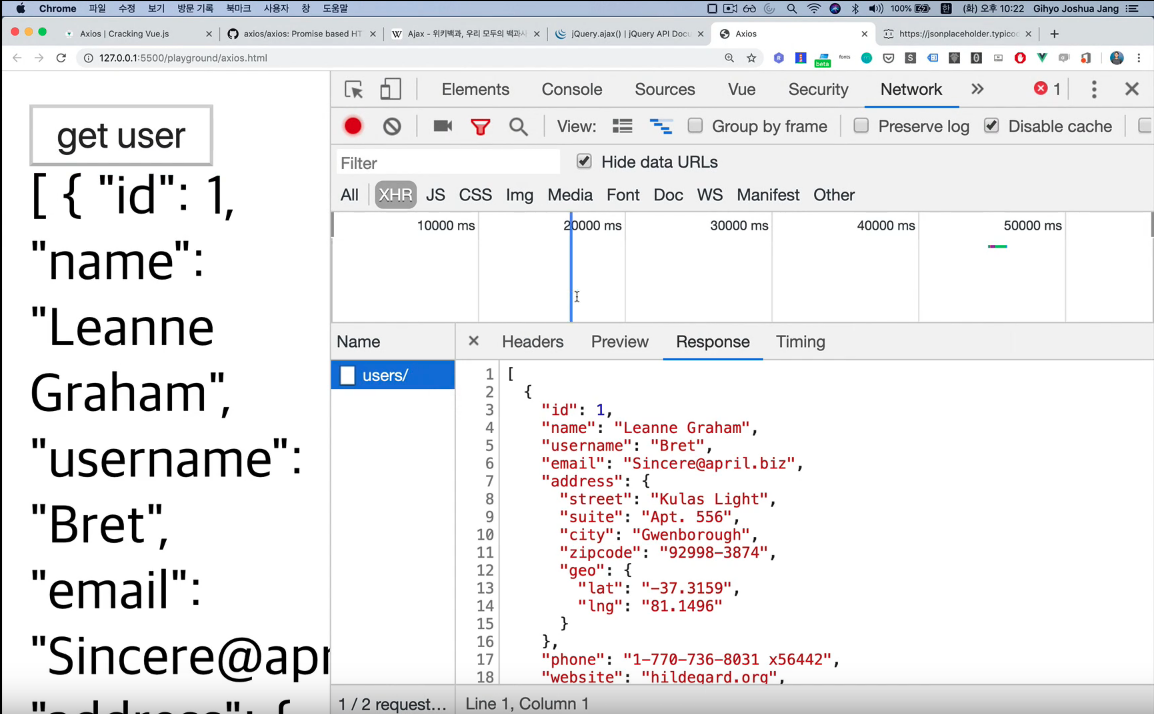 Chrome 파일 수정 보기 방문 기록 북마크 사용자 창 도움말 100% (화) 오후 10:22 Gihyo Joshua Jang
Axios | Cracking Vue.js axios/axios: Promise based HT Ajax - 위키백과, 우리 모두의 백과사 jQuery.ajax() | jQuery API Docu Axios https://jsonplaceholder.typicoc
127.0.0.1:5500/playground/axios.html
beta
get user
[ { "id": 1,
"name":
"Leanne
Graham",
"username":
"Bret",
"email":
"Sincere@apr
"address": {
Elements Console Sources Vue Security Network 1
View: Group by frame Preserve log Disable cache
Filter Hide data URLs
All XHR JS CSS Img Media Font Doc WS Manifest Other
10000 ms 20000 ms 30000 ms 40000 ms 50000 ms
Name
users/
1 / 2 request...
Headers Preview Response Timing
1 [
2 {
3 "id": 1,
4 "name": "Leanne Graham",
5 "username": "Bret",
6 "email": "Sincere@april.biz",
7 "address": {
8 "street": "Kulas Light",
9 "suite": "Apt. 556",
10 "city": "Gwenborough",
11 "zipcode": "92998-3874",
12 "geo": {
13 "lat": "-37.3159",
14 "lng": "81.1496"
15 }
16 },
17 "phone": "1-770-736-8031 x56442",
18 "website": "hildegard.org",
Line 1, Column 1